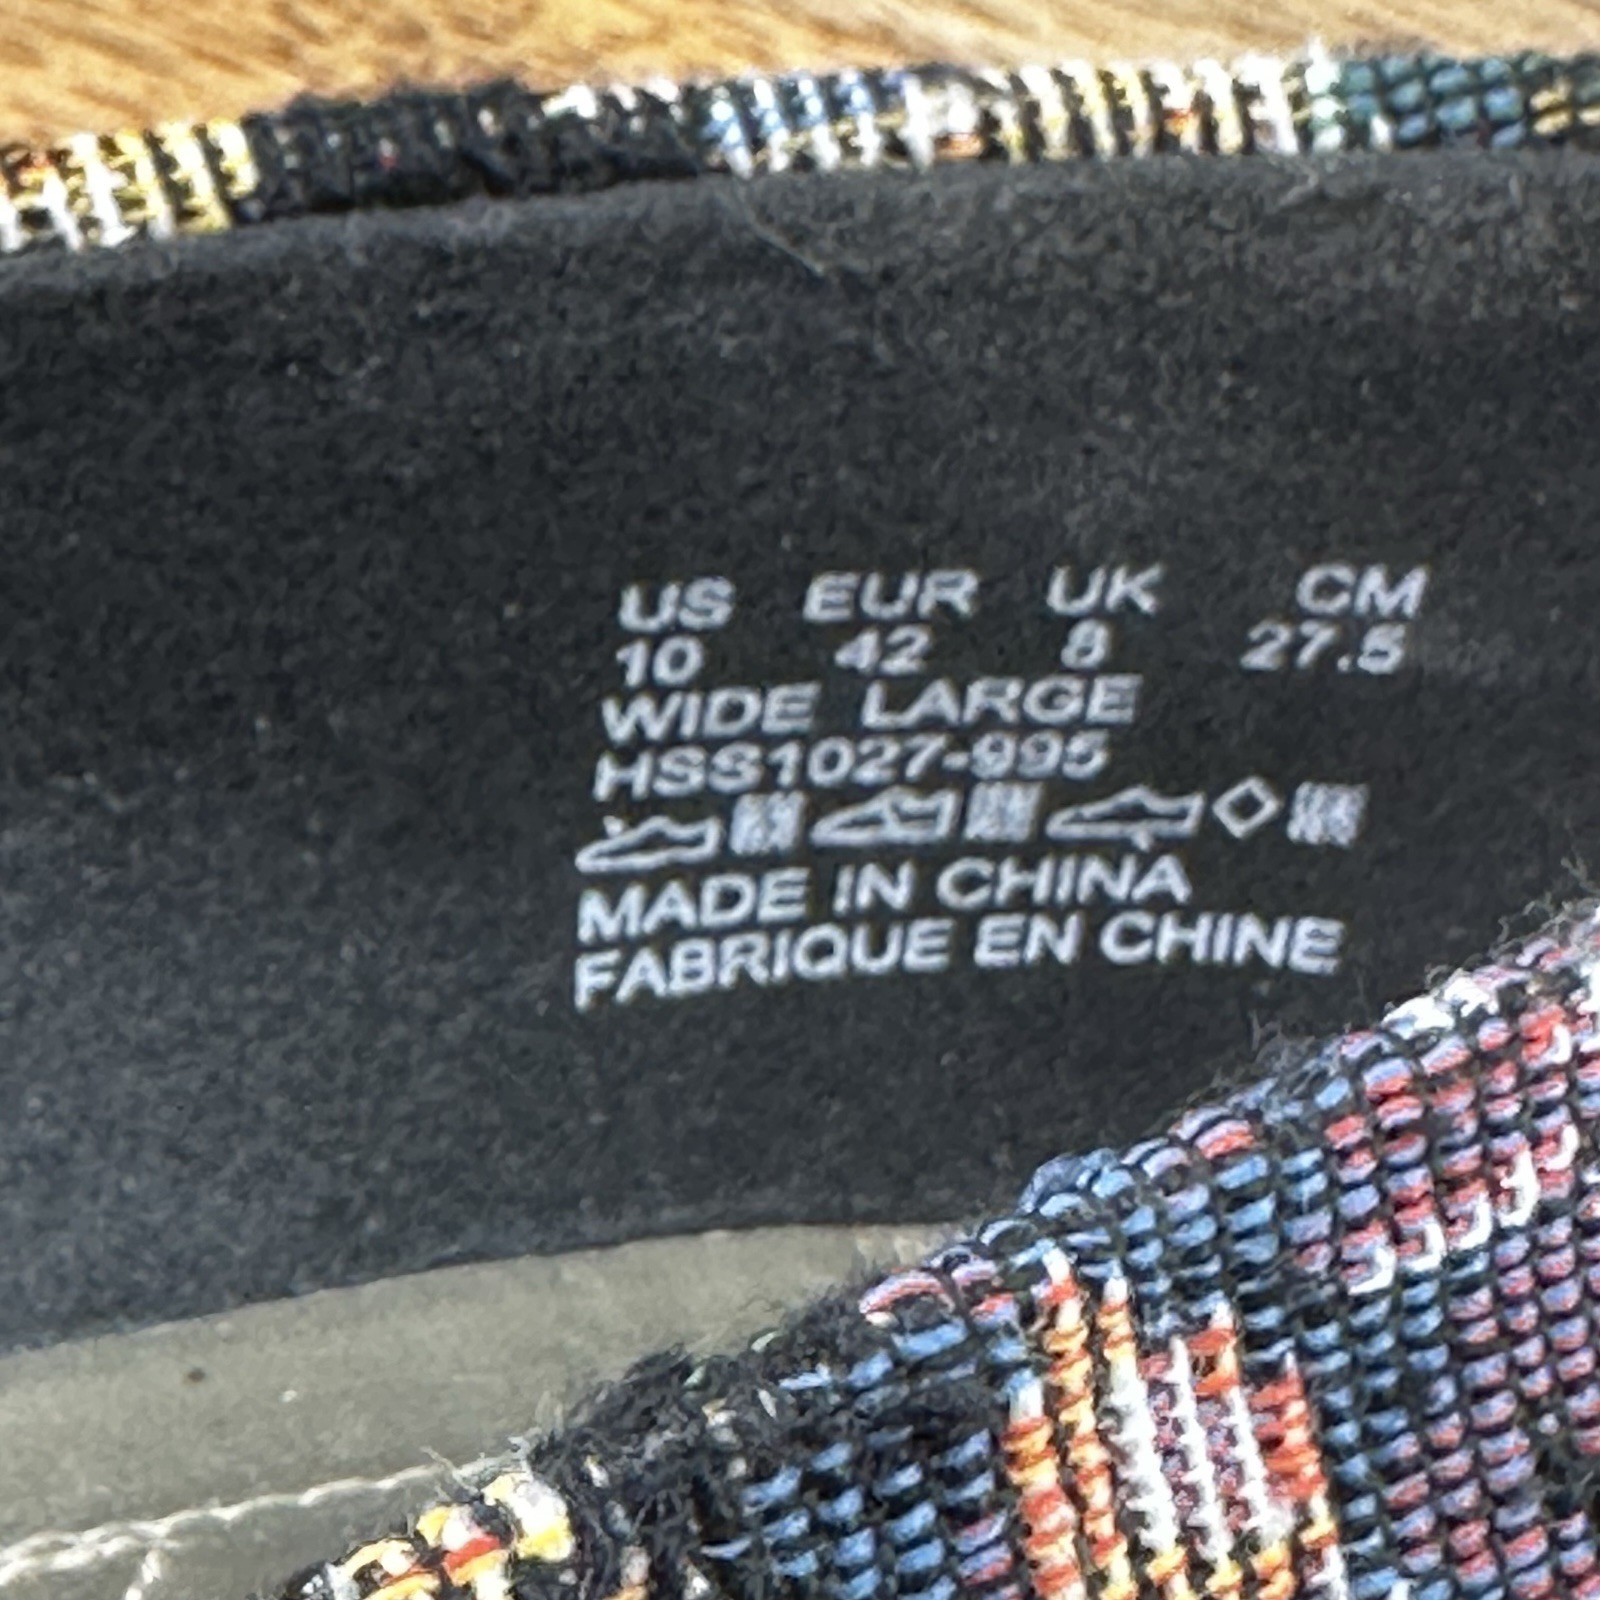 US EUR UK CM
10 42 8 27.5
WIDE LARGE
HSS1027-995
MADE IN CHINA
FABRIQUE EN CHINE